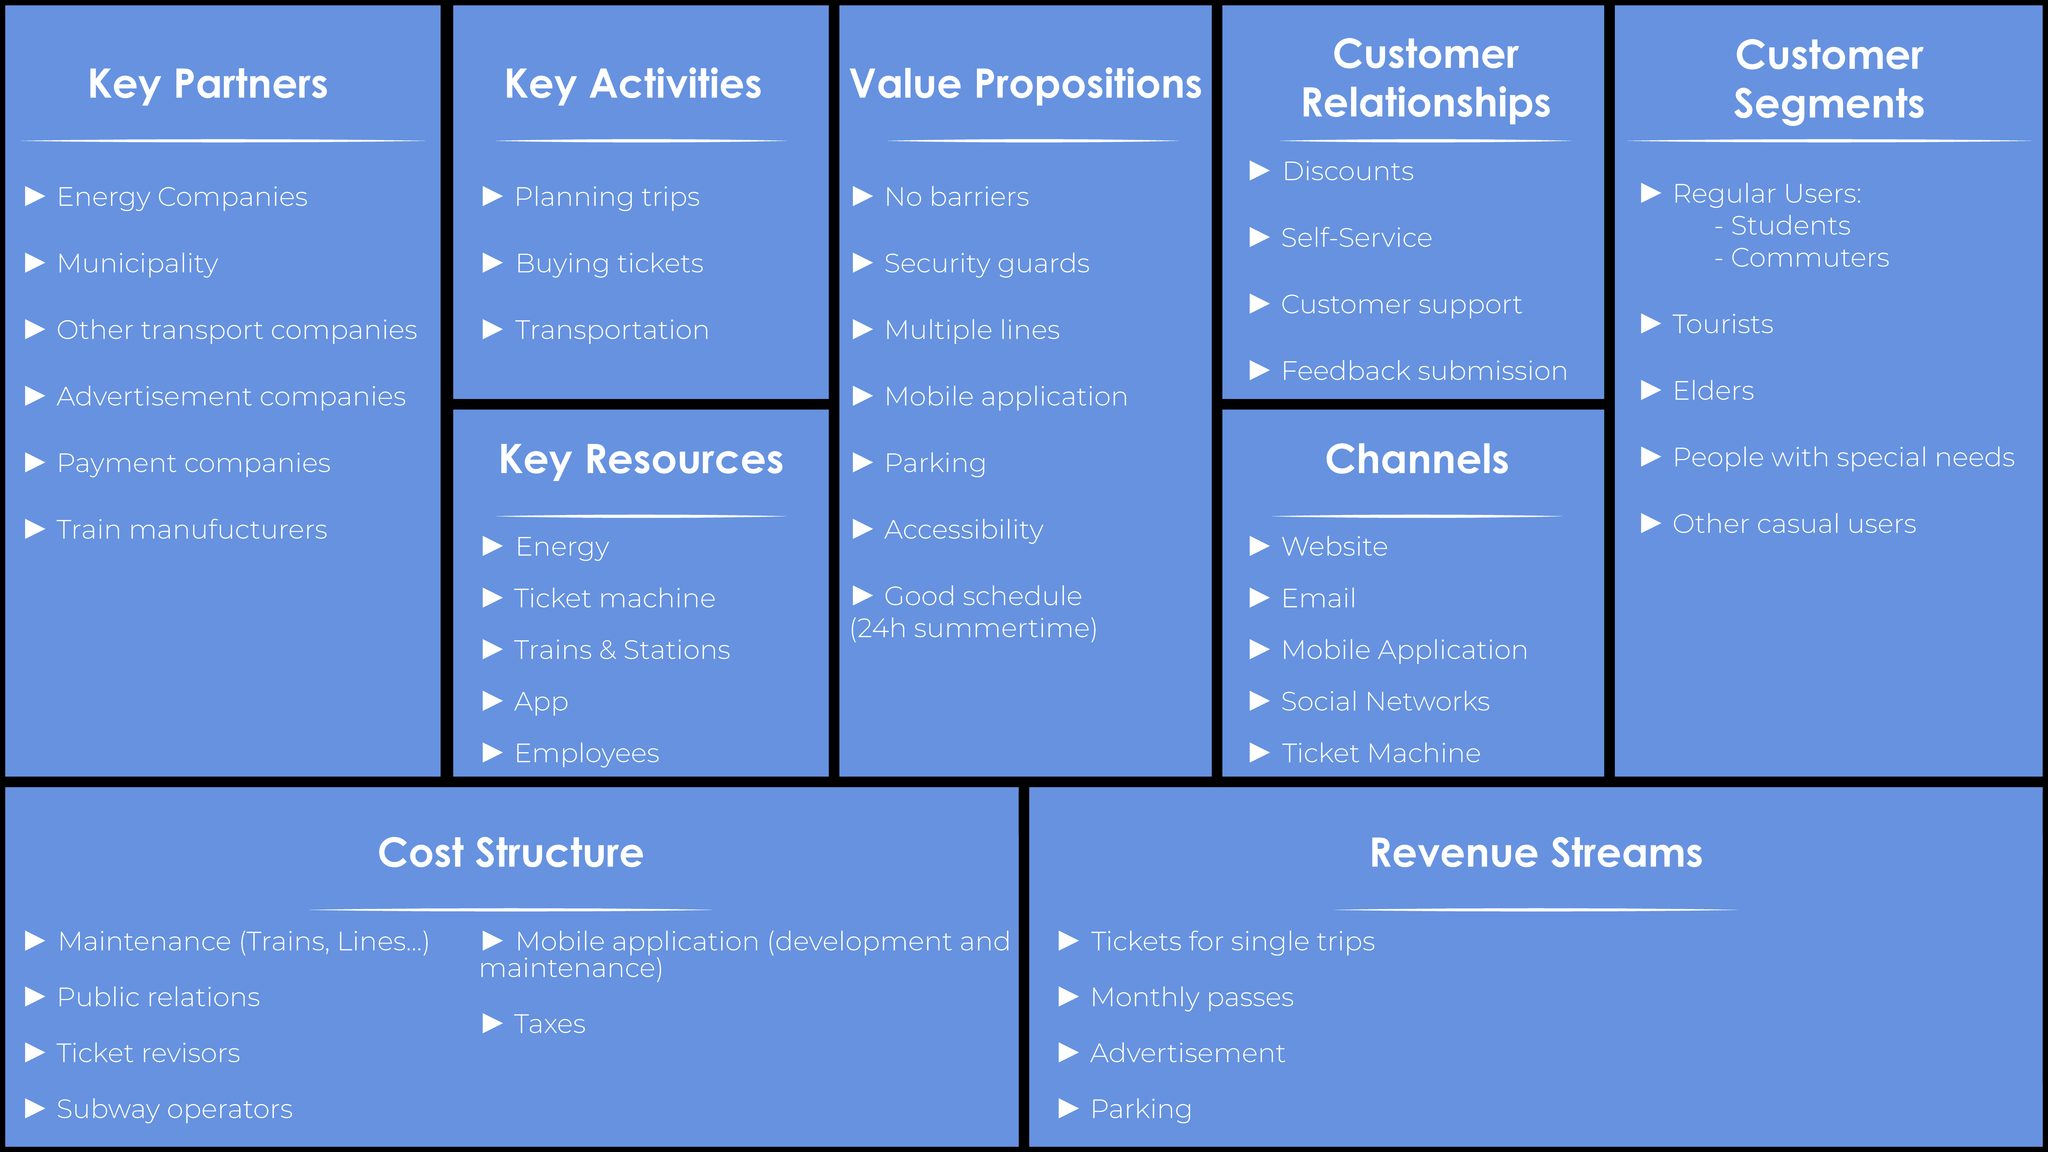 Key Partners
► Energy Companies
► Municipality
► Other transport companies
► Advertisement companies
► Payment companies
► Train manufucturers
Key Activities
► Planning trips
► Buying tickets
► Transportation
Key Resources
► Energy
► Ticket machine
► Trains & Stations
► App
► Employees
Value Propositions
► No barriers
► Security guards
► Multiple lines
► Mobile application
► Parking
► Accessibility
► Good schedule
(24h summertime)
Customer
Relationships
► Discounts
► Self-Service
► Customer support
► Feedback submission
Channels
► Website
► Email
► Mobile Application
► Social Networks
► Ticket Machine
Customer
Segments
► Regular Users:
- Students
- Commuters
► Tourists
► Elders
► People with special needs
► Other casual users
Cost Structure
► Maintenance (Trains, Lines...)
► Public relations
► Ticket revisors
► Subway operators
► Mobile application (development and
maintenance)
► Taxes
Revenue Streams
► Tickets for single trips
► Monthly passes
► Advertisement
► Parking